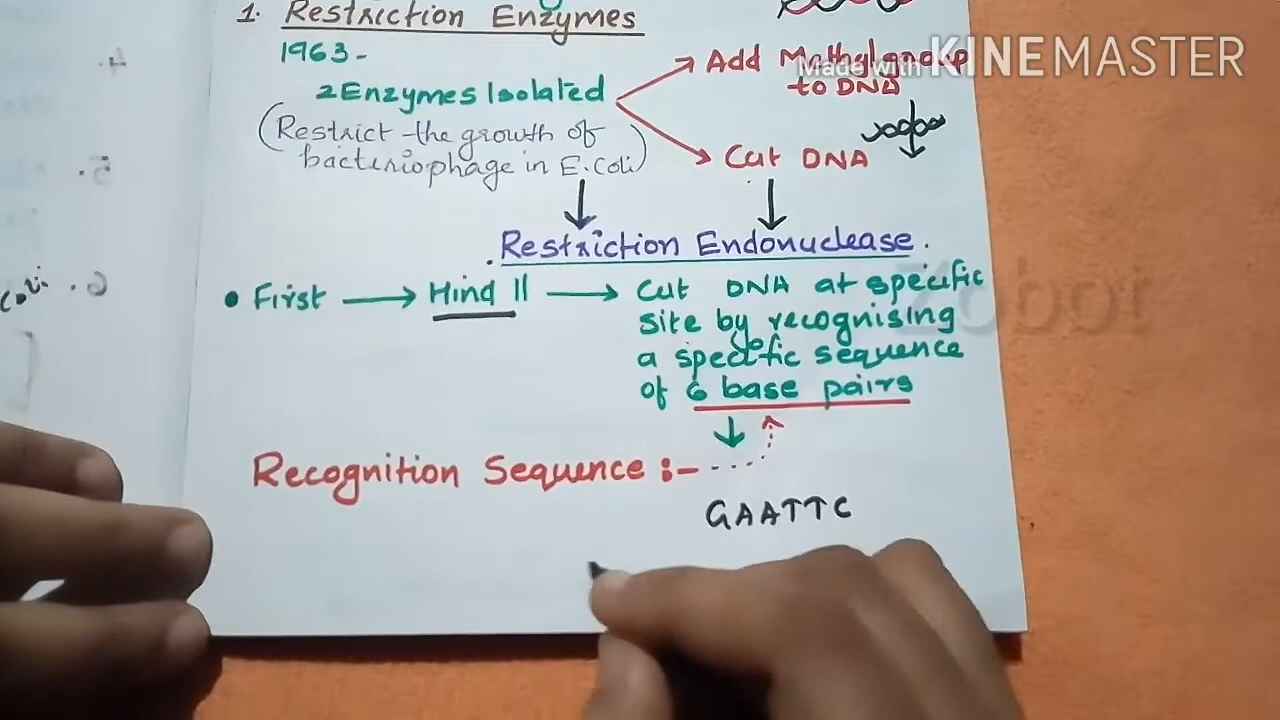 1. Restriction Enzymes
1963 -
2 Enzymes Isolated
(Restrict the growth of
bacteriophage in E.Coli)
Add Methyl group
to DNA
Made with KINEMASTER
Cut DNA
Restriction Endonuclease.
• First → Hind II → Cut DNA at specific
site by recognising
a specific sequence
of 6 base pairs
Recognition Sequence :-
GAATTC